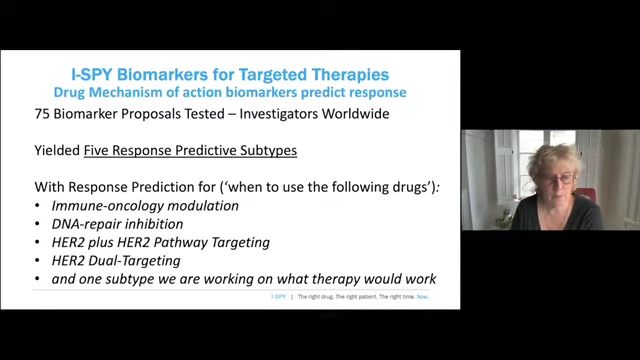 I-SPY Biomarkers for Targeted Therapies
Drug Mechanism of action biomarkers predict response
75 Biomarker Proposals Tested – Investigators Worldwide
Yielded Five Response Predictive Subtypes
With Response Prediction for (‘when to use the following drugs’):
• Immune-oncology modulation
• DNA-repair inhibition
• HER2 plus HER2 Pathway Targeting
• HER2 Dual-Targeting
• and one subtype we are working on what therapy would work
I-SPY | The right drug. The right patient. The right time. Now.